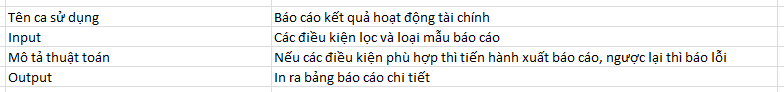 Tên ca sử dụng Báo cáo kết quả hoạt động tài chính
Input Các điều kiện lọc và loại mẫu báo cáo
Mô tả thuật toán Nếu các điều kiện phù hợp thì tiến hành xuất báo cáo, ngược lại thì báo lỗi
Output In ra bảng báo cáo chi tiết